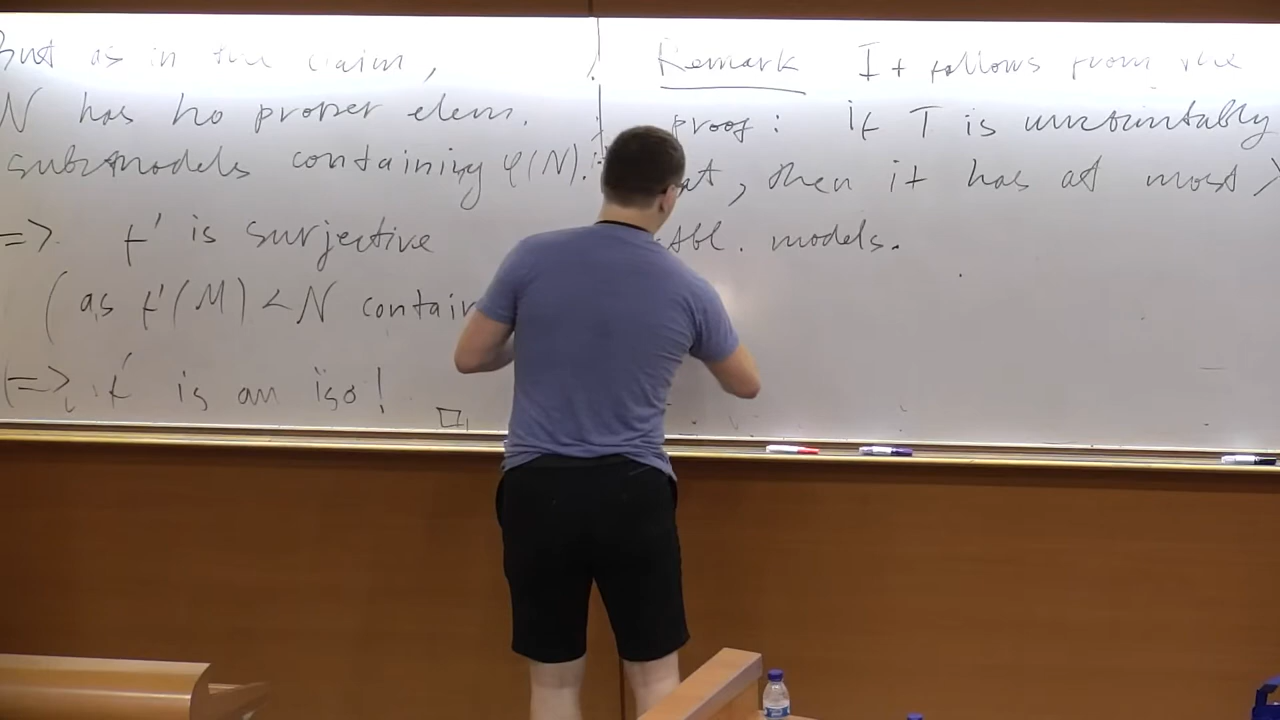 But as in the claim,
N has no proper elem.
submodels containing φ(N).
=> f' is surjective
(as f'(M) < N contain
=> f' is an iso! □
Remark It follows from the
proof: if T is uncountably
at, then it has at most
models.